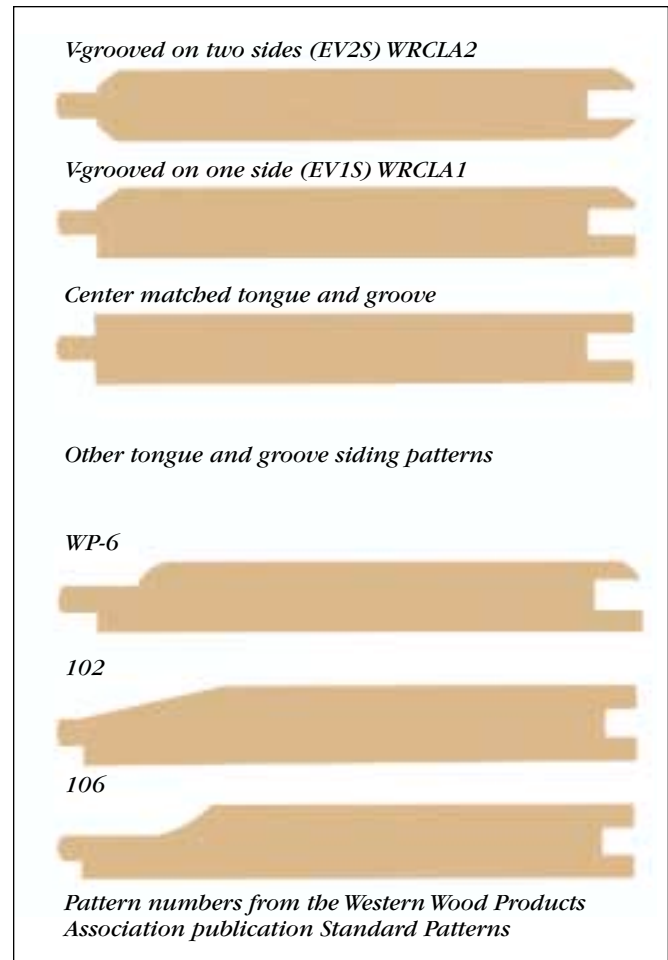 V-grooved on two sides (EV2S) WRCLA2
V-grooved on one side (EV1S) WRCLA1
Center matched tongue and groove
Other tongue and groove siding patterns
WP-6
102
106
Pattern numbers from the Western Wood Products
Association publication Standard Patterns